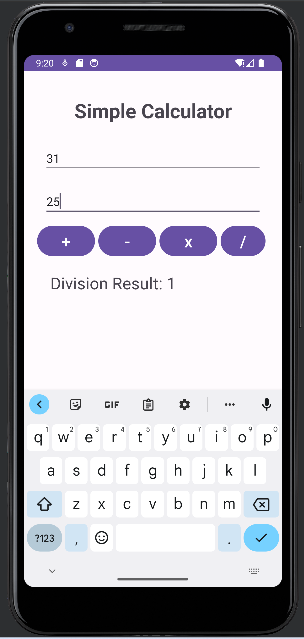 9:20
Simple Calculator
31
25
+ - x /
Division Result: 1
GIF
q1 w2 e3 r4 t5 y6 u7 i8 o9 p0
a s d f g h j k l
z x c v b n m
?123 , .